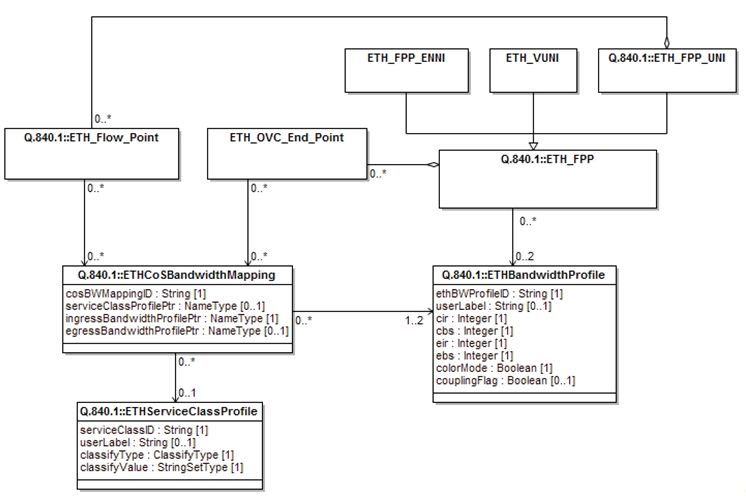 ETH_FPP_ENNI
ETH_VUNI
Q.840.1::ETH_FPP_UNI
0..*
Q.840.1::ETH_Flow_Point
ETH_OVC_End_Point
Q.840.1::ETH_FPP
0..*
0..*
0..*
0..*
0..*
0..*
0..2
Q.840.1::ETHCoSBandwidthMapping
cosBWMappingID : String [1]
serviceClassProfilePtr : NameType [0..1]
ingressBandwidthProfilePtr : NameType [1]
egressBandwidthProfilePtr : NameType [0..1]
0..*
1..2
Q.840.1::ETHBandwidthProfile
ethBWProfileID : String [1]
userLabel : String [0..1]
cir : Integer [1]
cbs : Integer [1]
eir : Integer [1]
ebs : Integer [1]
colorMode : Boolean [1]
couplingFlag : Boolean [0..1]
0..*
0..1
Q.840.1::ETHServiceClassProfile
serviceClassID : String [1]
userLabel : String [0..1]
classifyType : ClassifyType [1]
classifyValue : StringSetType [1]